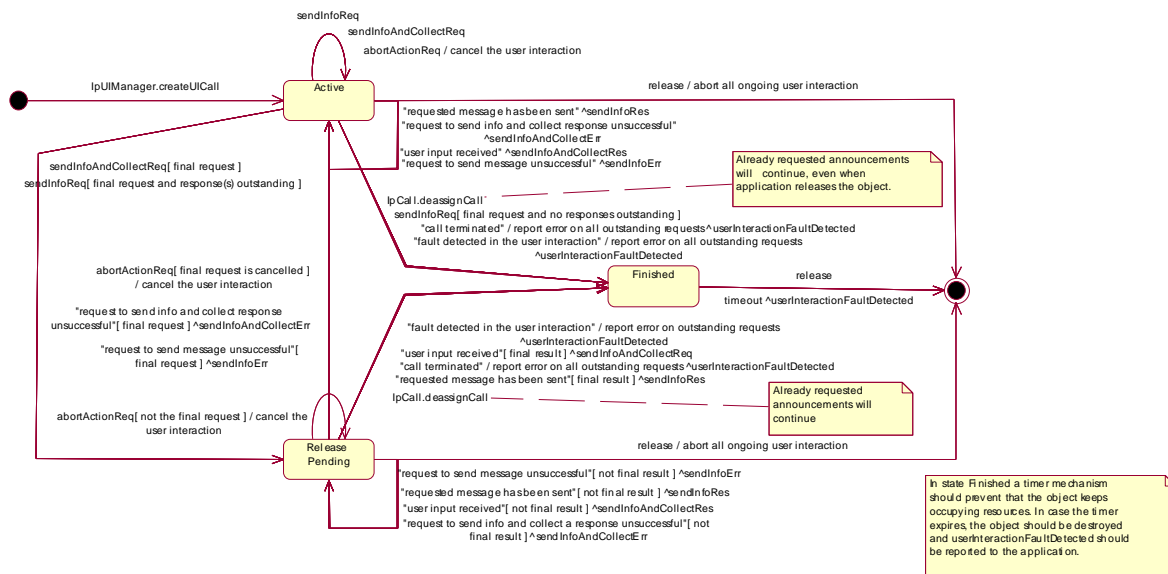 sendInfoReq
sendInfoAndCollectReq
abortActionReq / cancel the user interaction
IpUIManager.createUICall
Active
release / abort all ongoing user interaction
"requested message has been sent" ^sendInfoRes
"request to send info and collect response unsuccessful"
^sendInfoAndCollectErr
"user input received" ^sendInfoAndCollectRes
"request to send message unsuccessful" ^sendInfoErr
sendInfoAndCollectReq[ final request ]
sendInfoReq[ final request and response(s) outstanding ]
Already requested announcements
will continue, even when
application releases the object.
IpCall.deassignCall
sendInfoReq[ final request and no responses outstanding ]
"call terminated" / report error on all outstanding requests ^userInteractionFaultDetected
"fault detected in the user interaction" / report error on all outstanding requests
^userInteractionFaultDetected
Finished
release
timeout ^userInteractionFaultDetected
abortActionReq[ final request is cancelled ]
/ cancel the user interaction
"request to send info and collect response
unsuccessful"[ final request ] ^sendInfoAndCollectErr
"request to send message unsuccessful"[
final request ] ^sendInfoErr
"fault detected in the user interaction" / report error on outstanding requests
^userInteractionFaultDetected
"user input received"[ final result ] ^sendInfoAndCollectReq
"call terminated" / report error on all outstanding requests ^userInteractionFaultDetected
"requested message has been sent"[ final result ] ^sendInfoRes
IpCall.deassignCall
Already requested
announcements will
continue
abortActionReq[ not the final request ] / cancel the
user interaction
Release
Pending
release / abort all ongoing user interaction
"request to send message unsuccessful"[ not final result ] ^sendInfoErr
"requested message has been sent"[ not final result ] ^sendInfoRes
"user input received"[ not final result ] ^sendInfoAndCollectRes
"request to send info and collect a response unsuccessful"[ not
final result ] ^sendInfoAndCollectErr
In state Finished a timer mechanism
should prevent that the object keeps
occupying resources. In case the timer
expires, the object should be destroyed
and userInteractionFaultDetected should
be reported to the application.